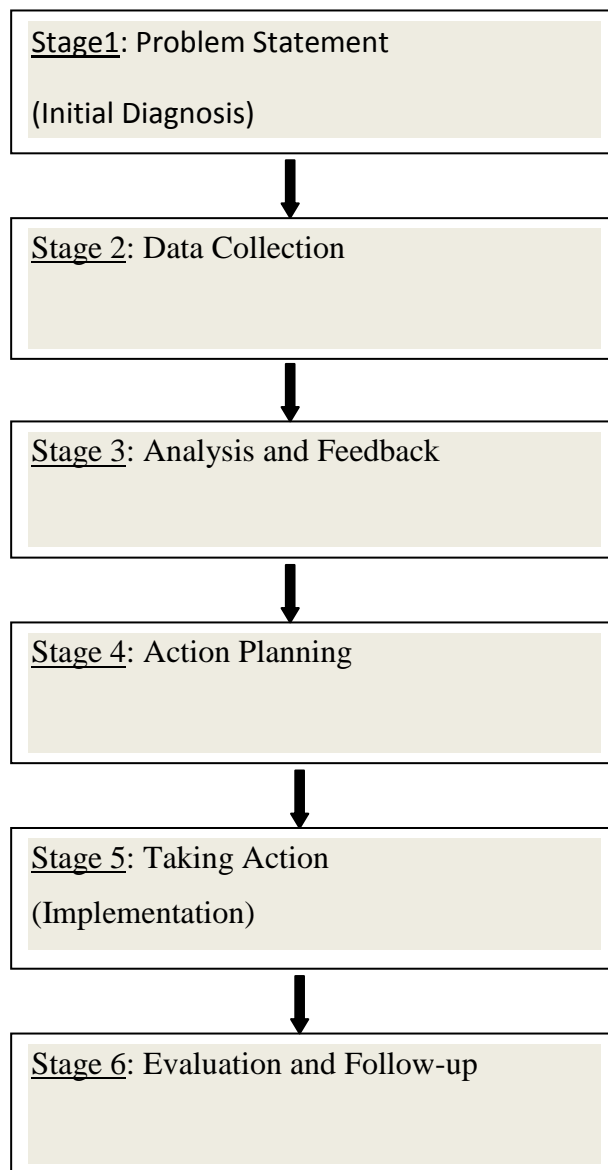 Stage1: Problem Statement
(Initial Diagnosis)
Stage 2: Data Collection
Stage 3: Analysis and Feedback
Stage 4: Action Planning
Stage 5: Taking Action
(Implementation)
Stage 6: Evaluation and Follow-up